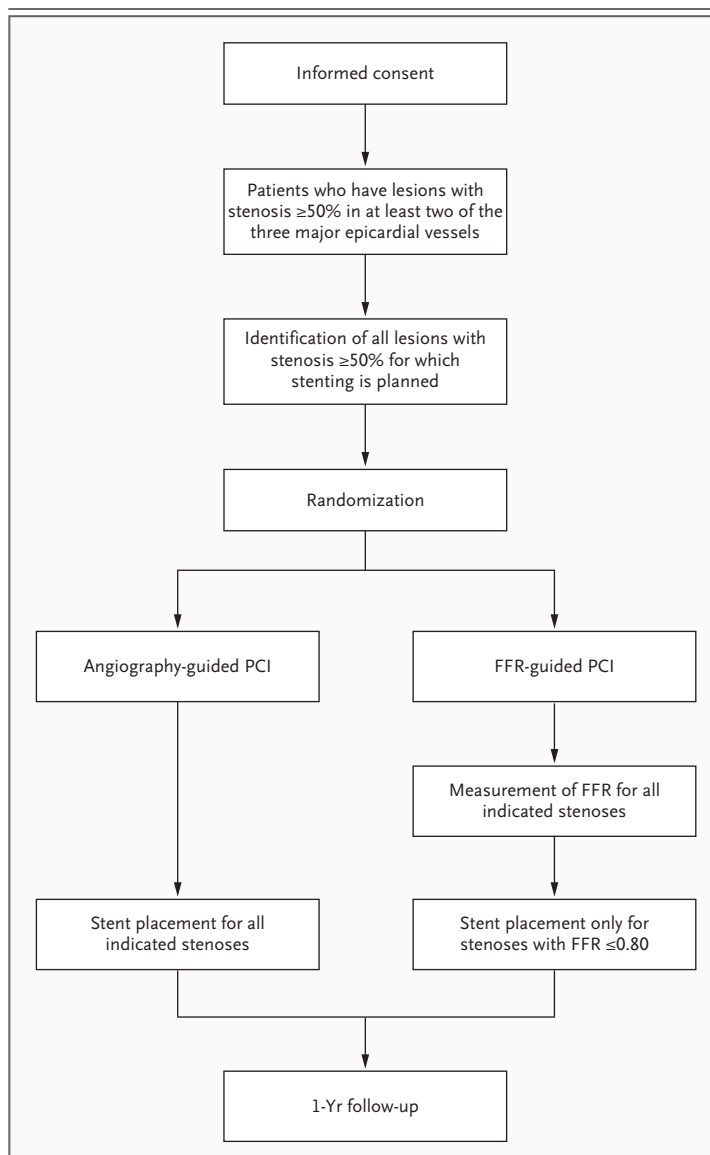 Informed consent
Patients who have lesions with
stenosis ≥50% in at least two of the
three major epicardial vessels
Identification of all lesions with
stenosis ≥50% for which
stenting is planned
Randomization
Angiography-guided PCI
FFR-guided PCI
Measurement of FFR for all
indicated stenoses
Stent placement for all
indicated stenoses
Stent placement only for
stenoses with FFR ≤0.80
1-Yr follow-up